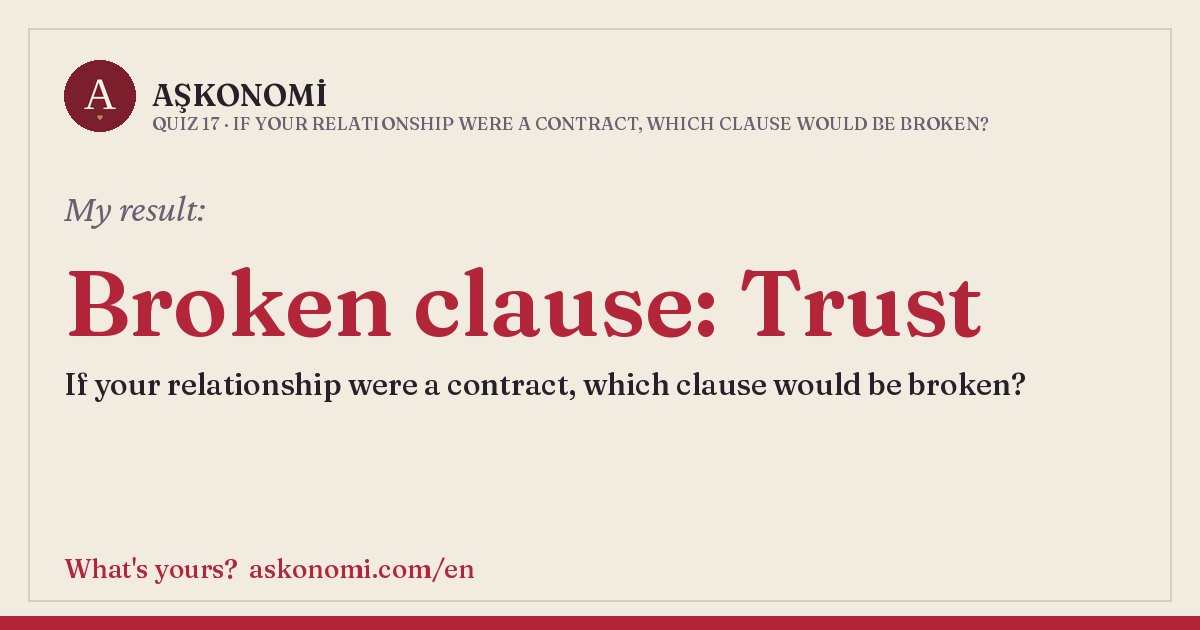 A
AŞKONOMİ
QUIZ 17 · IF YOUR RELATIONSHIP WERE A CONTRACT, WHICH CLAUSE WOULD BE BROKEN?
My result:
Broken clause: Trust
If your relationship were a contract, which clause would be broken?
What's yours? askonomi.com/en